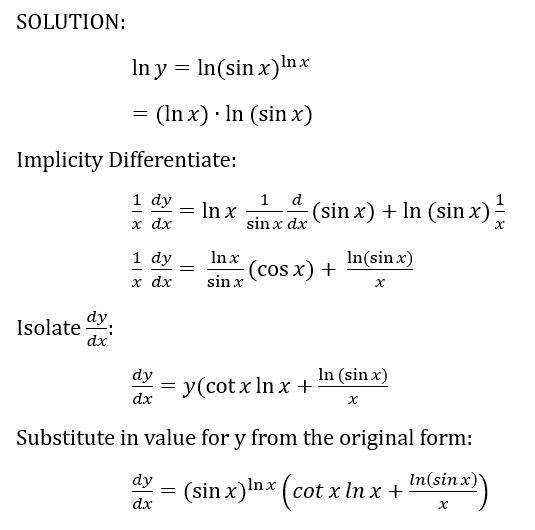 SOLUTION:
ln y = ln(sin x)^{ln x}
= (ln x) · ln (sin x)
Implicity Differentiate:
\frac{1}{x} \frac{dy}{dx} = ln x \frac{1}{sin x} \frac{d}{dx} (sin x) + ln (sin x) \frac{1}{x}
\frac{1}{x} \frac{dy}{dx} = \frac{ln x}{sin x} (cos x) + \frac{ln(sin x)}{x}
Isolate \frac{dy}{dx}:
\frac{dy}{dx} = y(cot x ln x + \frac{ln (sin x)}{x}
Substitute in value for y from the original form:
\frac{dy}{dx} = (sin x)^{ln x} (cot x ln x + \frac{ln(sin x)}{x})